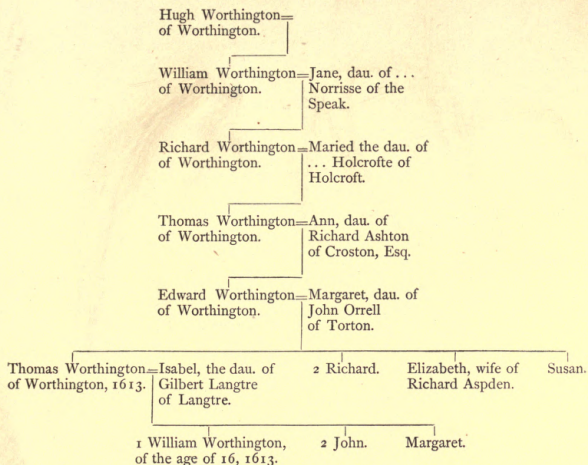 Hugh Worthington=
of Worthington.
William Worthington=Jane, dau. of . . .
of Worthington. Norrisse of the
Speak.
Richard Worthington=Maried the dau. of
of Worthington. . . . Holcrofte of
Holcroft.
Thomas Worthington=Ann, dau. of
of Worthington. Richard Ashton
of Croston, Esq.
Edward Worthington=Margaret, dau. of
of Worthington. John Orrell
of Torton.
Thomas Worthington=Isabel, the dau. of 2 Richard. Elizabeth, wife of Susan.
of Worthington, 1613. Gilbert Langtre Richard Aspden.
of Langtre.
1 William Worthington, 2 John. Margaret.
of the age of 16, 1613.